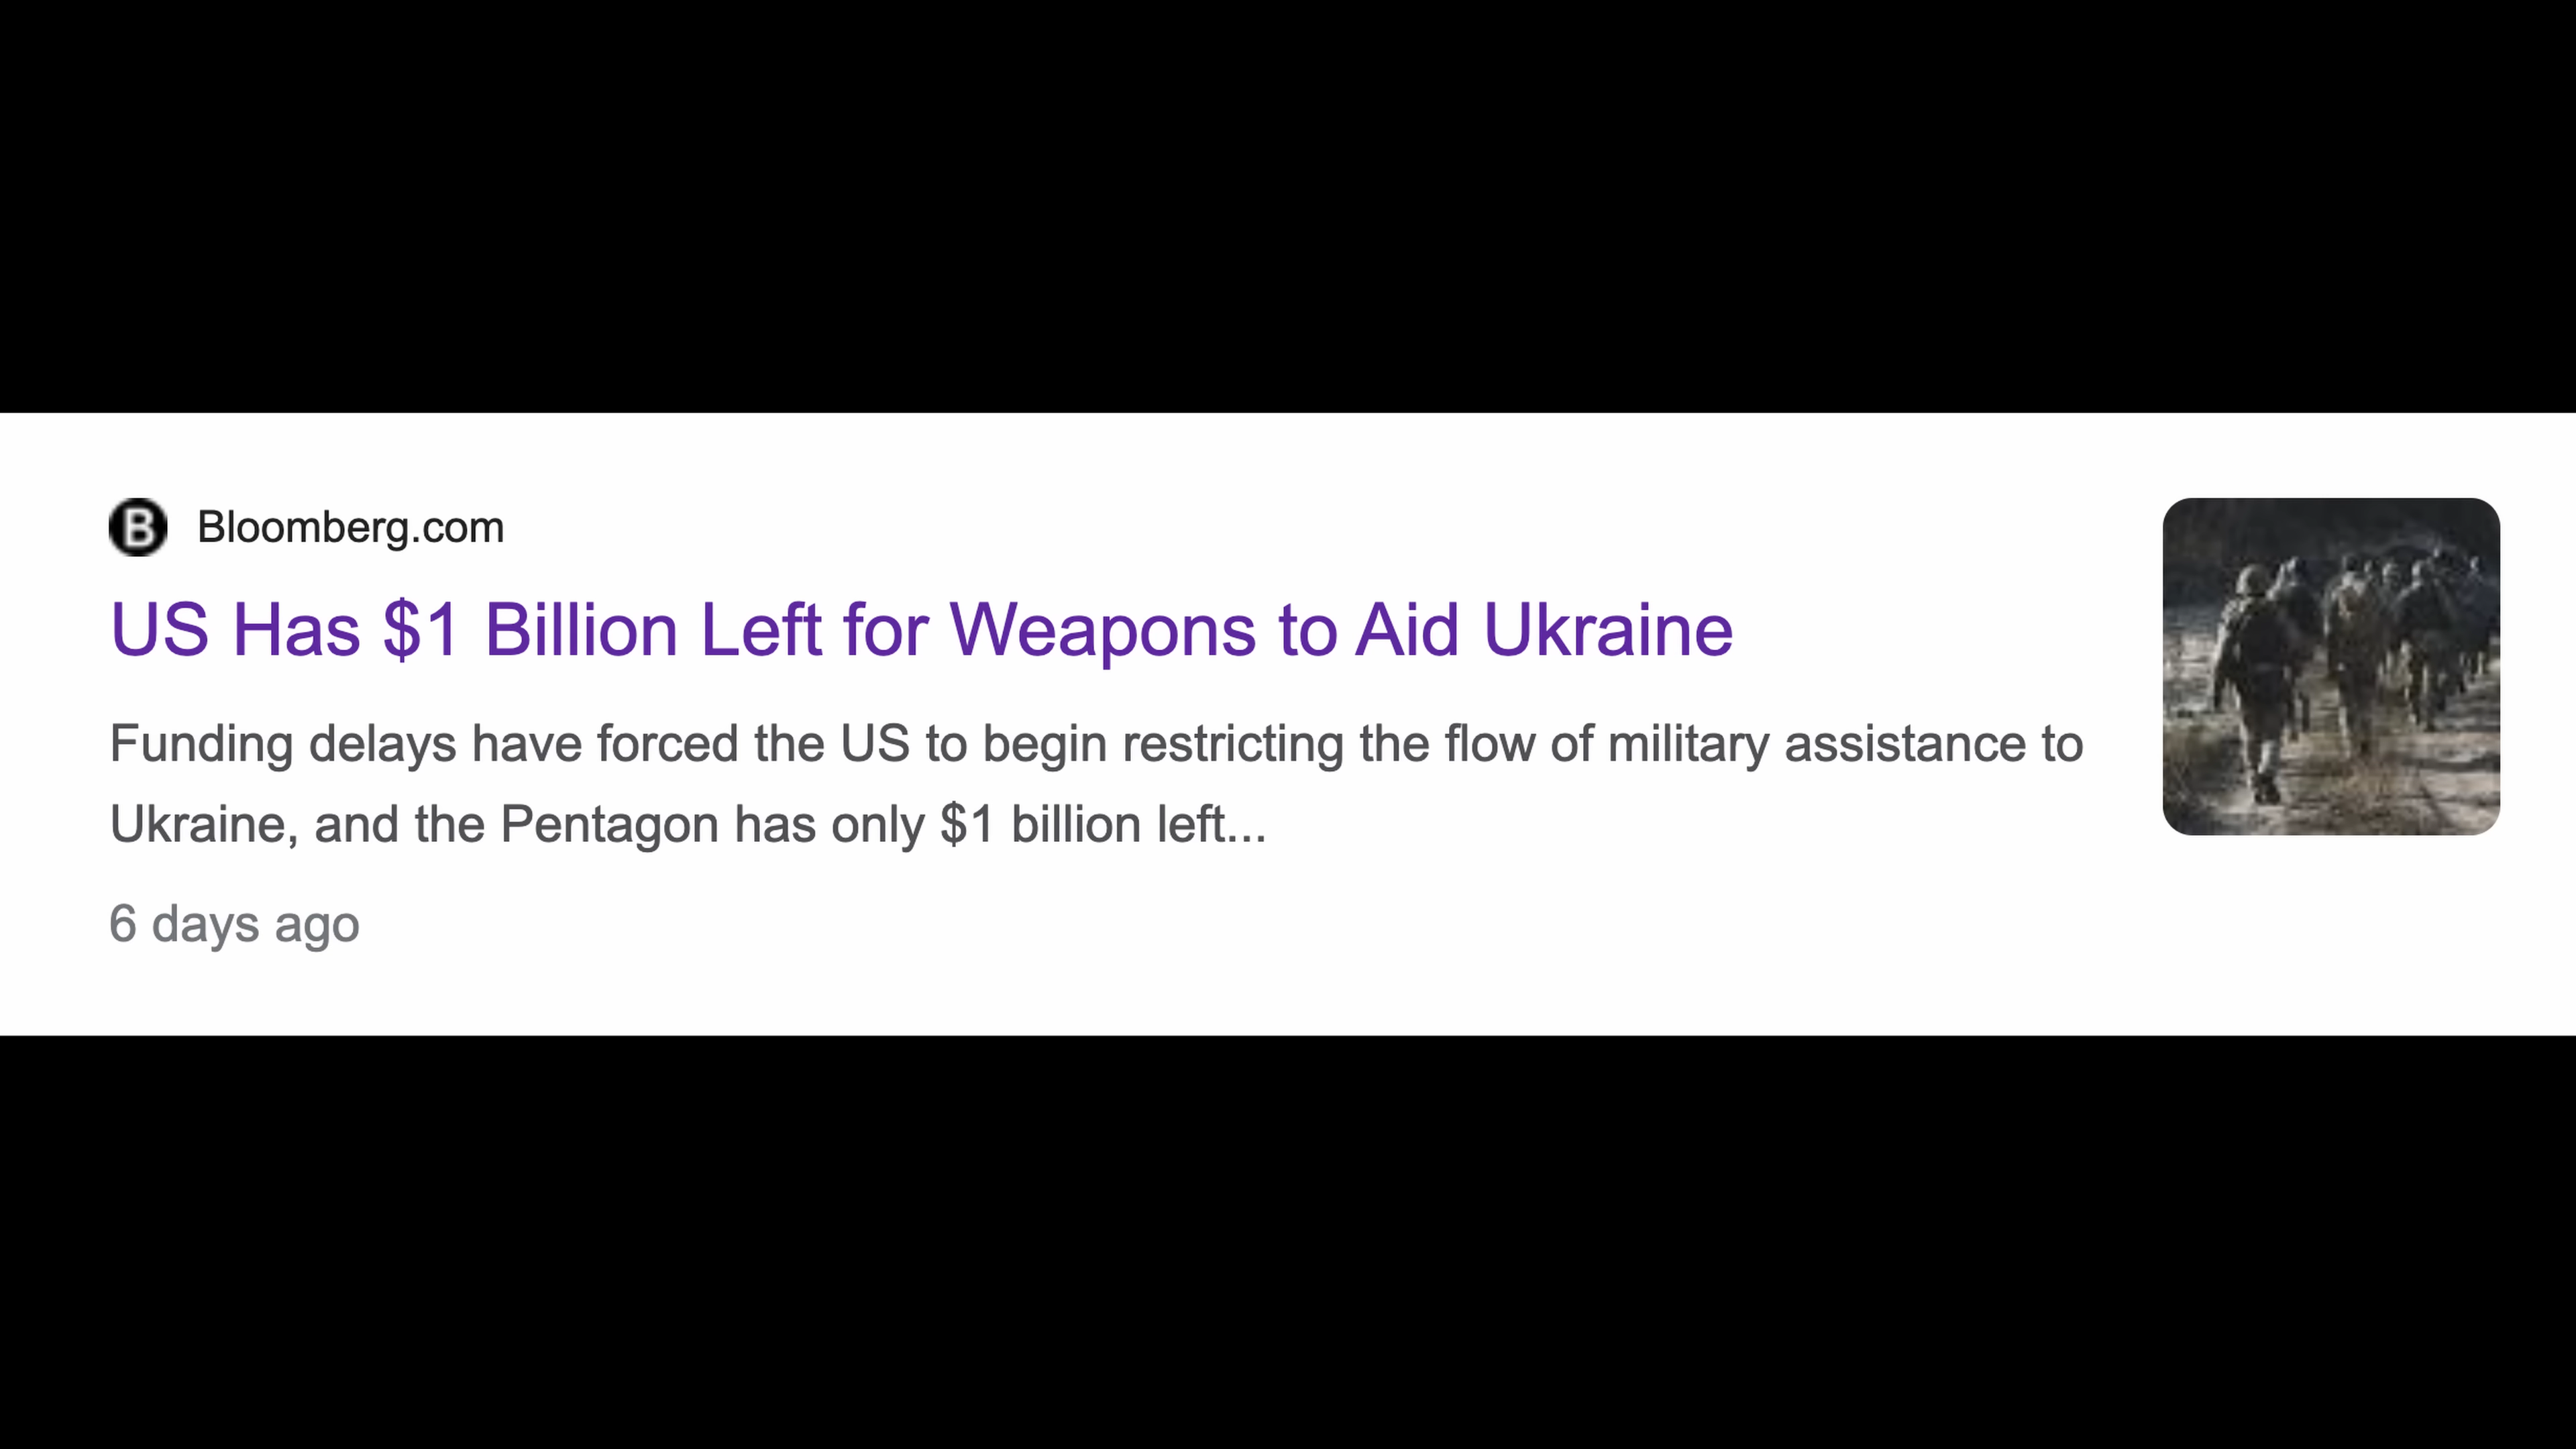 B Bloomberg.com
US Has $1 Billion Left for Weapons to Aid Ukraine
Funding delays have forced the US to begin restricting the flow of military assistance to
Ukraine, and the Pentagon has only $1 billion left...
6 days ago